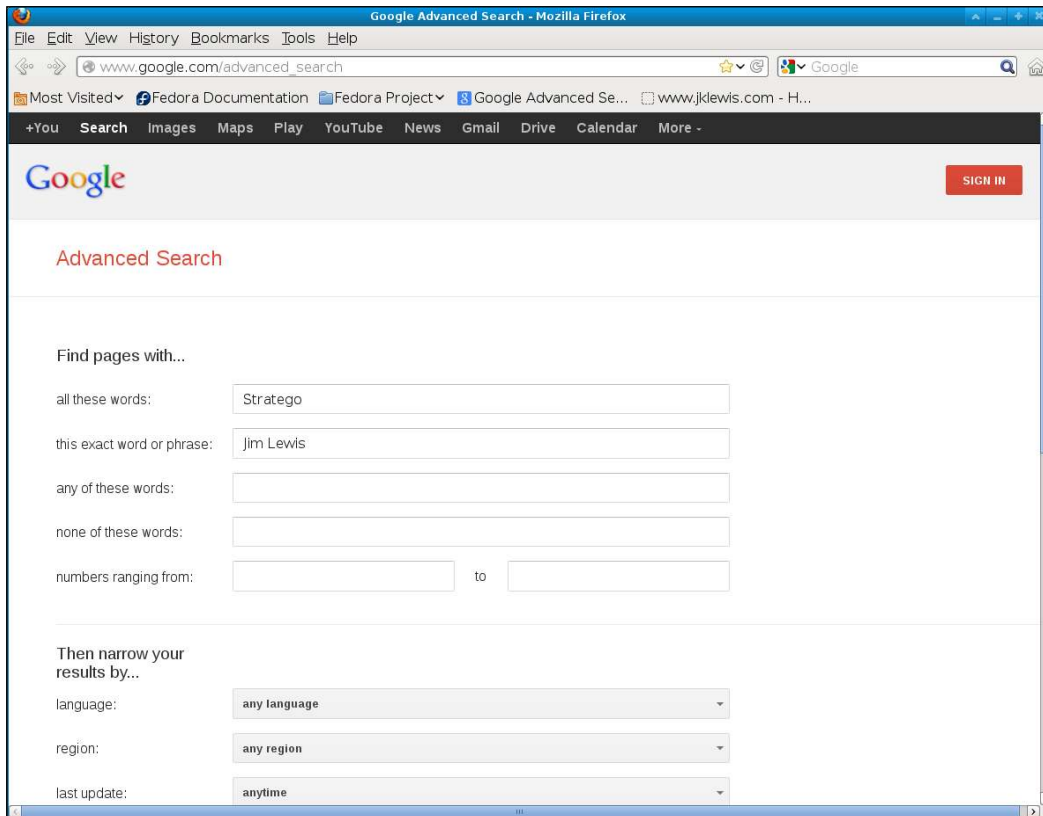 Google Advanced Search - Mozilla Firefox
File Edit View History Bookmarks Tools Help
www.google.com/advanced_search Google
Most Visited Fedora Documentation Fedora Project Google Advanced Se... www.jklewis.com - H...
+You Search Images Maps Play YouTube News Gmail Drive Calendar More
Google SIGN IN
Advanced Search
Find pages with...
all these words: Stratego
this exact word or phrase: Jim Lewis
any of these words:
none of these words:
numbers ranging from: to
Then narrow your
results by...
language: any language
region: any region
last update: anytime